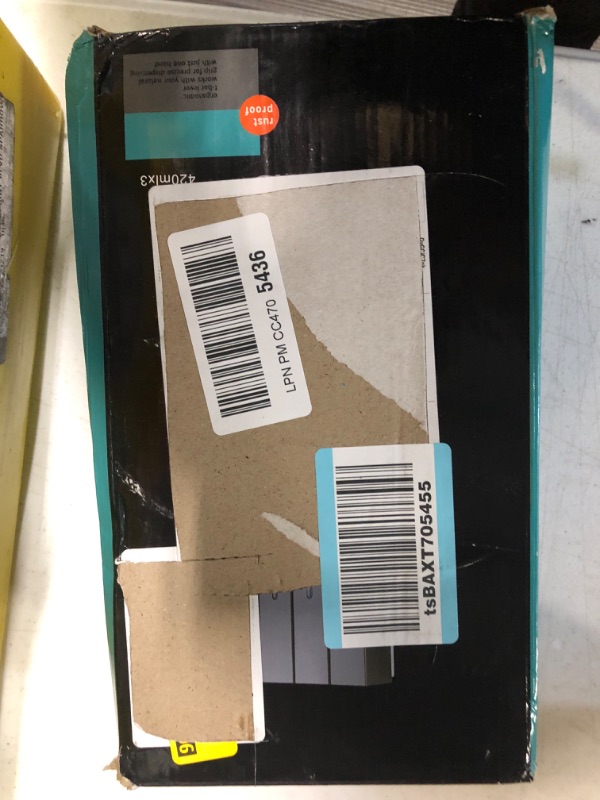 ergonomic
t-bar lever
works with your natural
grip for precise dispensing
with just one hand
rust
proof
420mlx3
LPN PM CC470 5436
tsBAXT705455